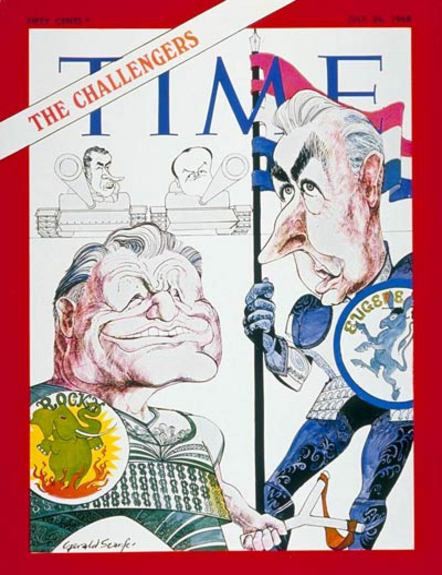 FIFTY CENTS
JULY 26, 1968
THE CHALLENGERS
TIME
EUGENE
ROCKY
Gerald Scarfe